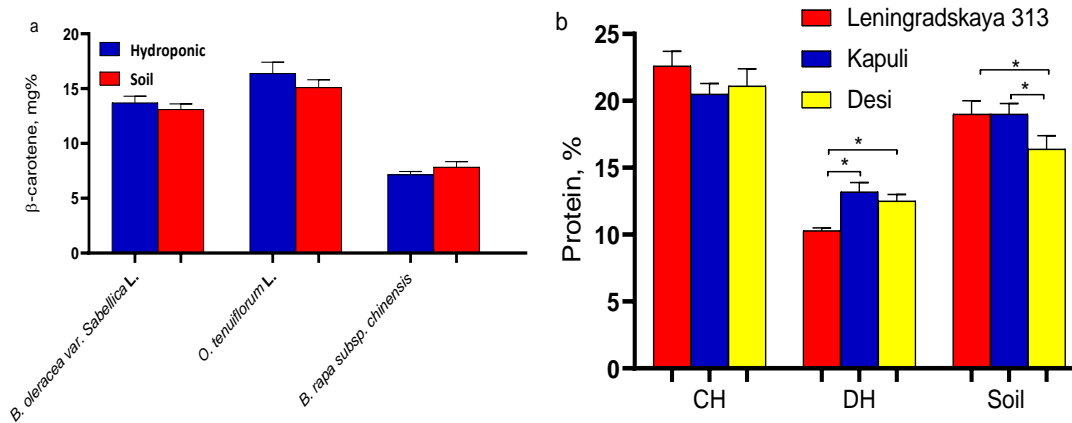 a
β-carotene, mg%
20
15
10
5
0
Hydroponic
Soil
B. oleracea var. Sabellica L.
O. tenuiflorum L.
B. rapa subsp. chinensis
b
Protein, %
25
20
15
10
5
0
Leningradskaya 313
Kapuli
Desi
*
*
*
*
CH
DH
Soil